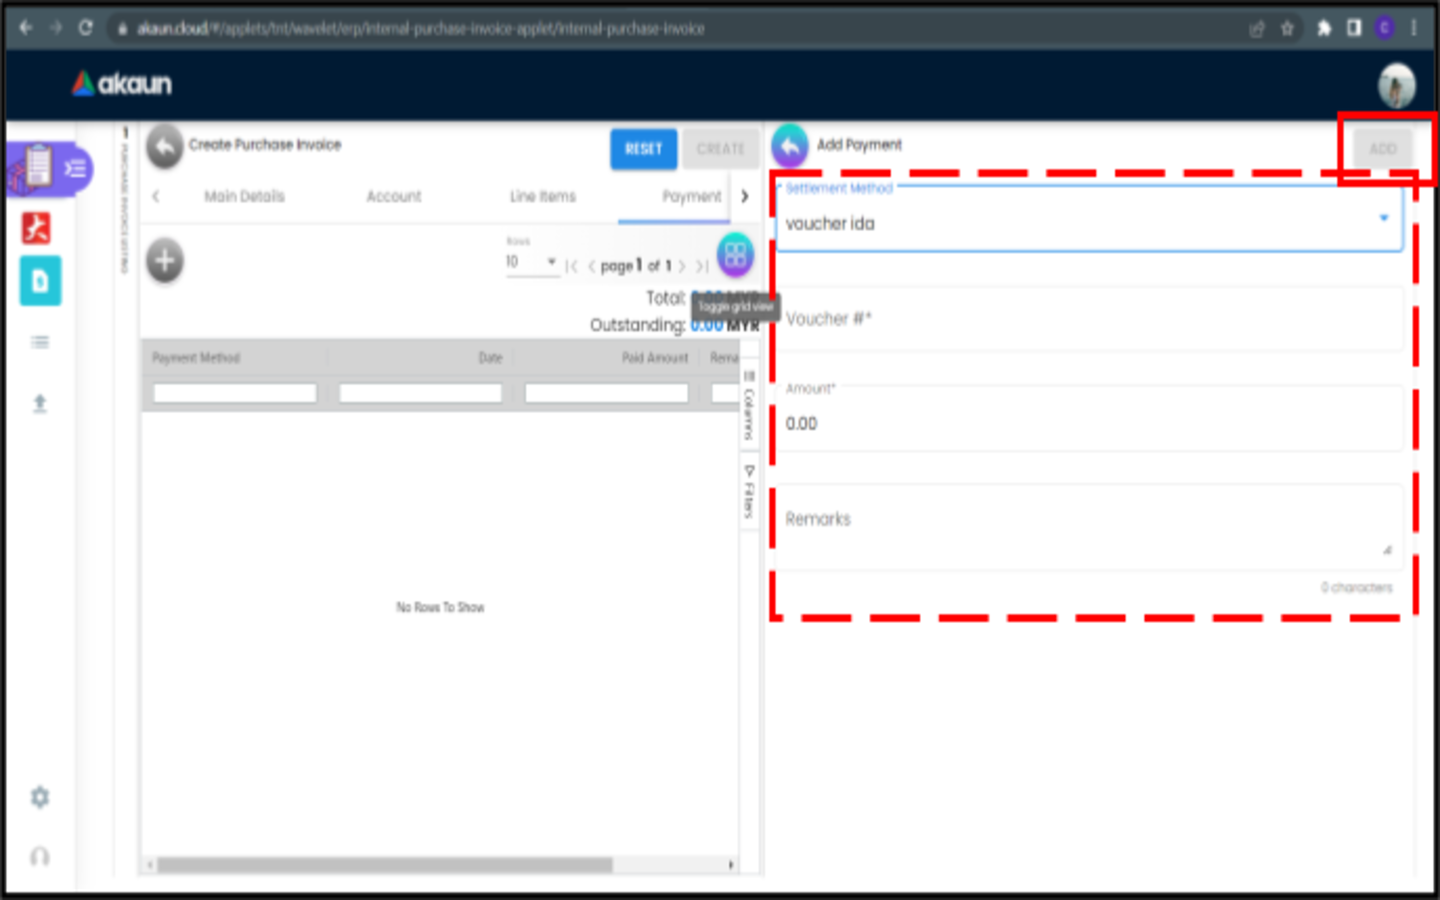 akaun.cloud/#/applets/tnt/wavelet/erp/internal-purchase-invoice-applet/internal-purchase-invoice
C
akaun
1 PURCHASE INVOICE LISTING
Create Purchase Invoice
RESET
CREATE
Main Details
Account
Line Items
Payment
Rows
10
page 1 of 1
Total: 0.00 MYR
Toggle grid view
Outstanding: 0.00 MYR
Payment Method
Date
Paid Amount
Rema
Columns
Filters
No Rows To Show
Add Payment
ADD
Settlement Method
voucher ida
Voucher #*
Amount*
0.00
Remarks
0 characters